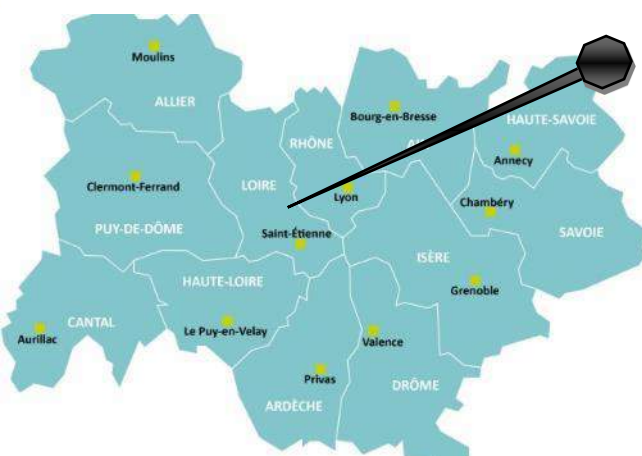 Moulins
ALLIER
Bourg-en-Bresse
HAUTE-SAVOIE
RHÔNE
Annecy
Clermont-Ferrand
LOIRE
Lyon
Chambéry
PUY-DE-DÔME
Saint-Étienne
SAVOIE
ISÈRE
HAUTE-LOIRE
Grenoble
CANTAL
Aurillac
Le Puy-en-Velay
Valence
Privas
DRÔME
ARDÈCHE